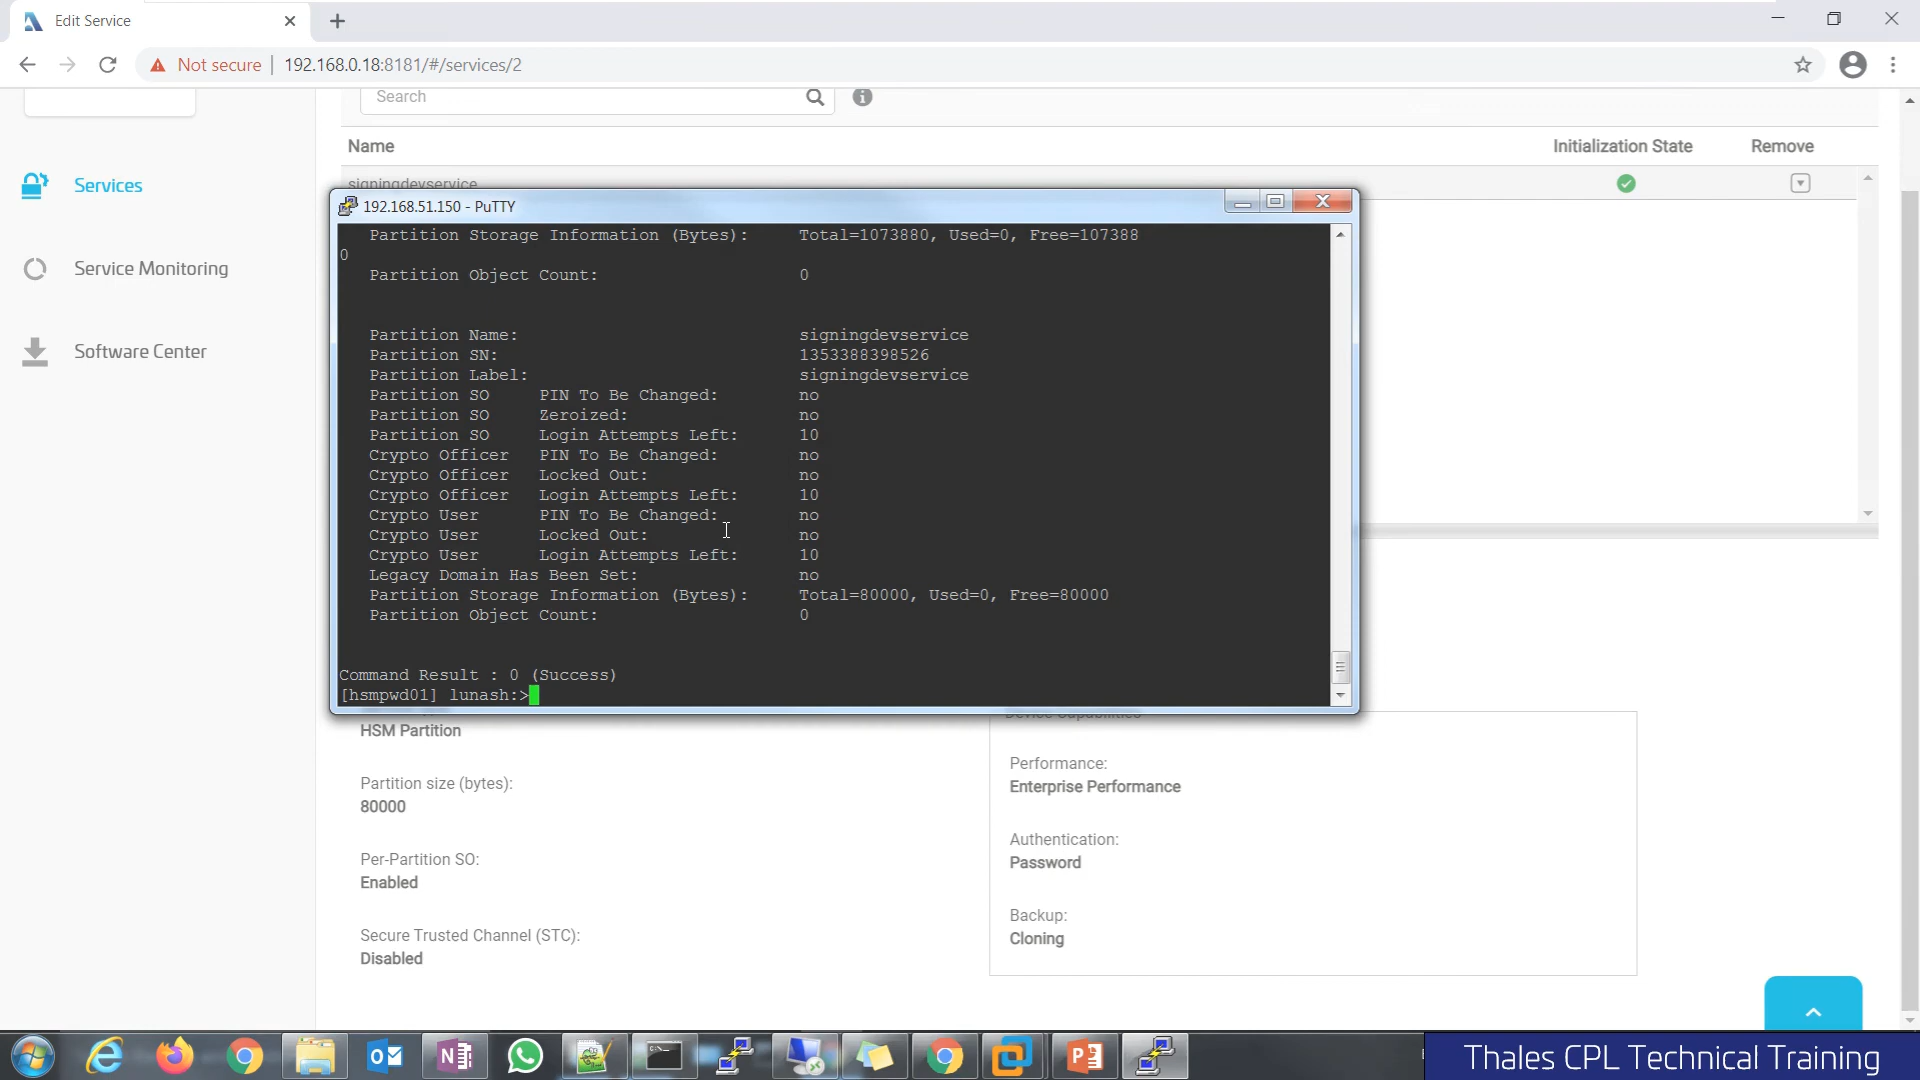 Edit Service
Not secure
192.168.0.18:8181/#/services/2
Search
Name
Initialization State
Remove
signingdevservice
Services
Service Monitoring
Software Center
192.168.51.150 - PuTTY
Partition Storage Information (Bytes): Total=1073880, Used=0, Free=107388
0
Partition Object Count: 0
Partition Name: signingdevservice
Partition SN: 1353388398526
Partition Label: signingdevservice
Partition SO PIN To Be Changed: no
Partition SO Zeroized: no
Partition SO Login Attempts Left: 10
Crypto Officer PIN To Be Changed: no
Crypto Officer Locked Out: no
Crypto Officer Login Attempts Left: 10
Crypto User PIN To Be Changed: no
Crypto User Locked Out: no
Crypto User Login Attempts Left: 10
Legacy Domain Has Been Set: no
Partition Storage Information (Bytes): Total=80000, Used=0, Free=80000
Partition Object Count: 0
Command Result : 0 (Success)
[hsmpwd01] lunash:>
HSM Partition
Partition size (bytes):
80000
Per-Partition SO:
Enabled
Secure Trusted Channel (STC):
Disabled
Device Capabilities
Performance:
Enterprise Performance
Authentication:
Password
Backup:
Cloning
Thales CPL Technical Training